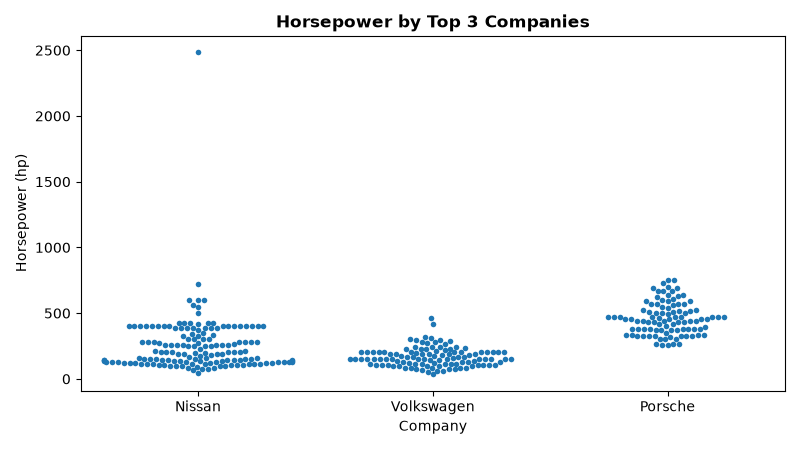 Horsepower by Top 3 Companies
Horsepower (hp)
2500
2000
1500
1000
500
0
Nissan
Volkswagen
Porsche
Company